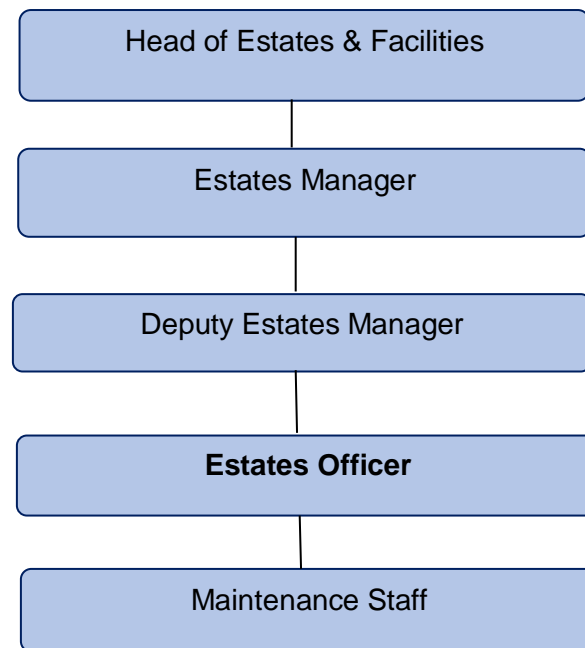 Head of Estates & Facilities
Estates Manager
Deputy Estates Manager
Estates Officer
Maintenance Staff